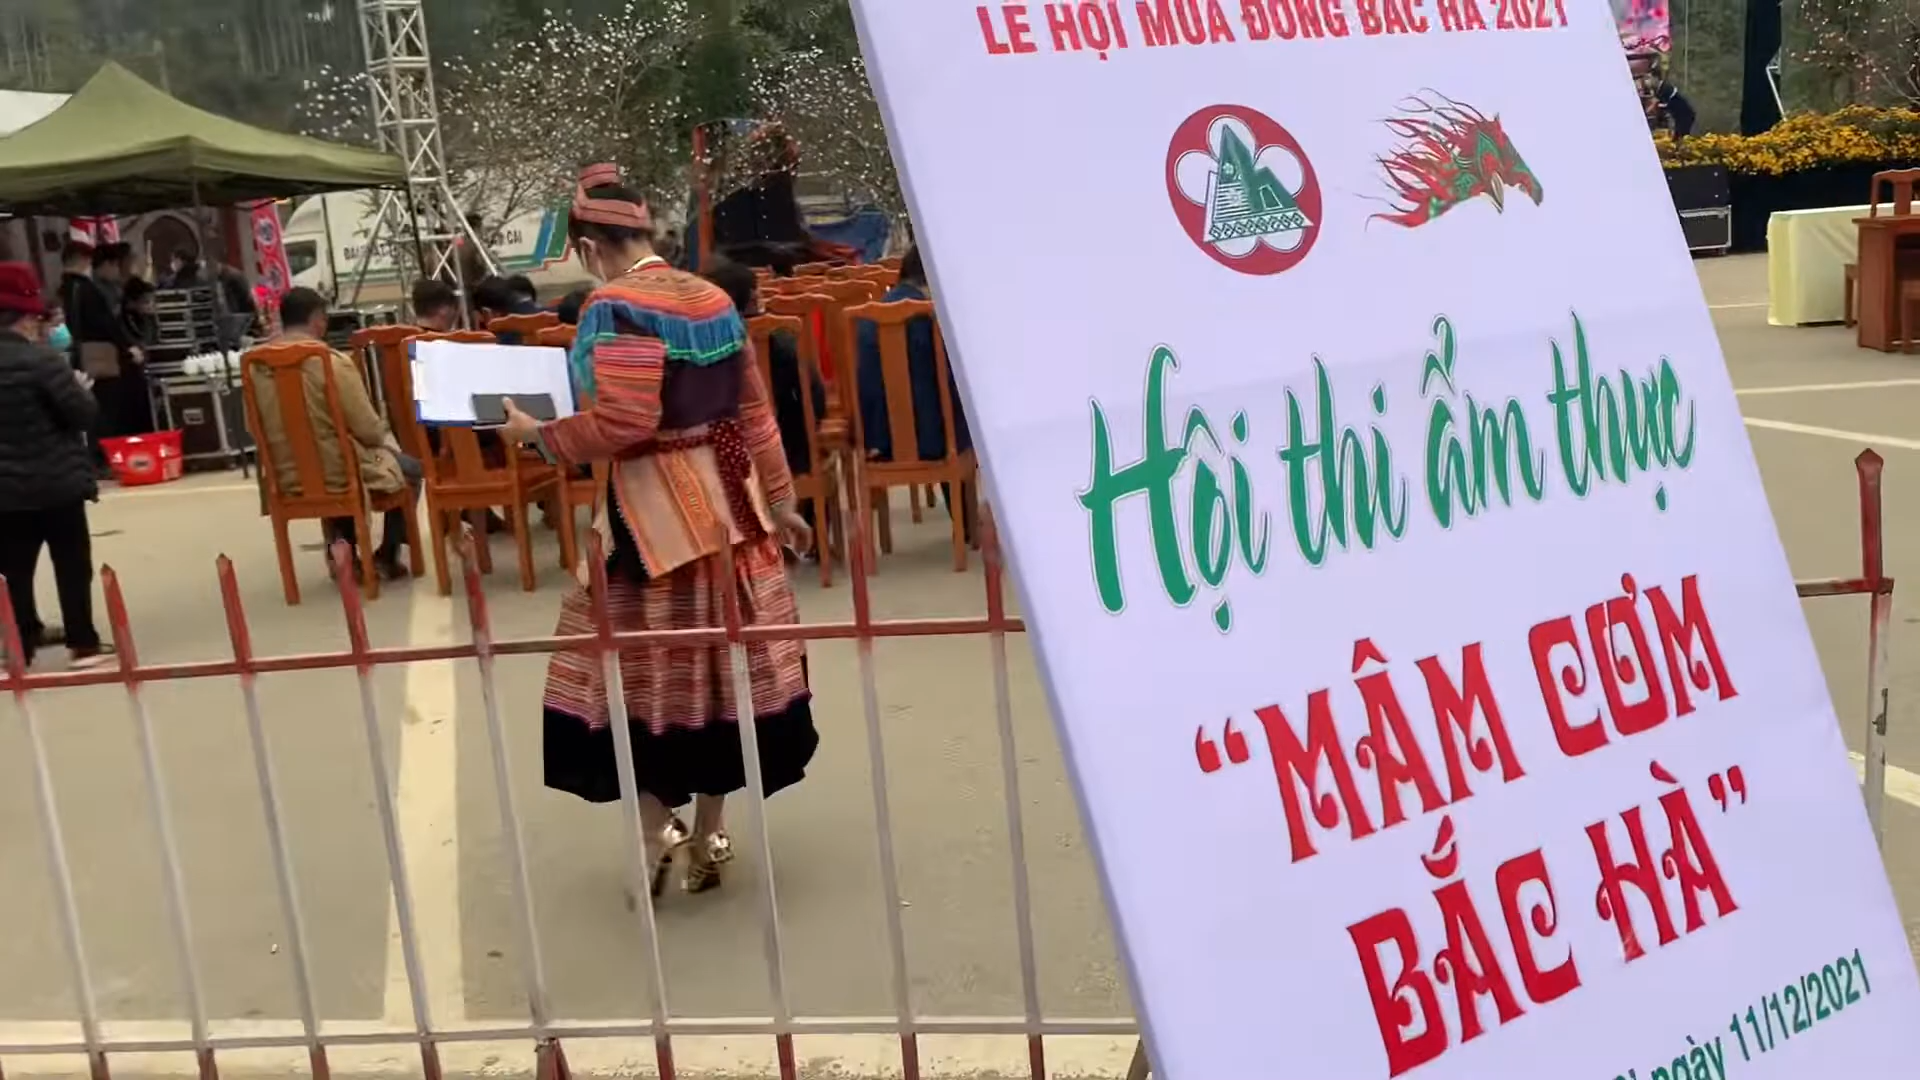 LỄ HỘI MÙA ĐÔNG BẮC HÀ 2021
Hội thi ẩm thực
“MÂM CƠM
BẮC HÀ”
ngày 11/12/2021